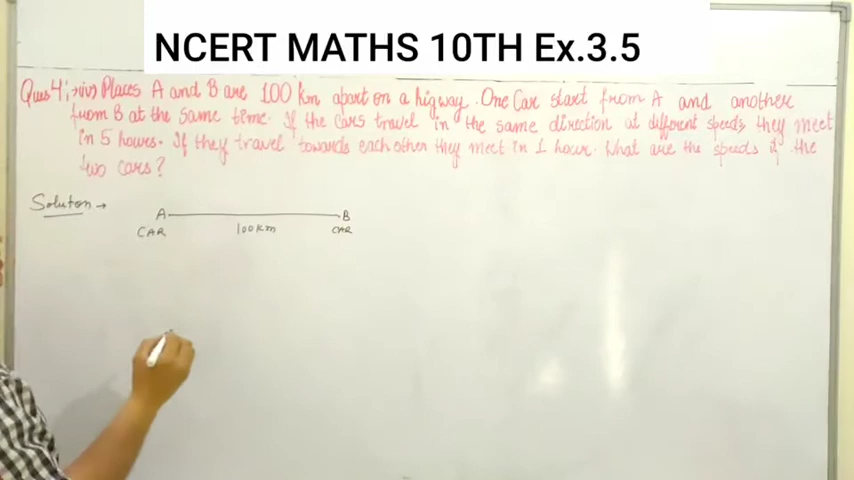 NCERT MATHS 10TH Ex.3.5
Ques 4: (iv) Places A and B are 100 km apart on a higway. One Car start from A and another
from B at the same time. If the cars travel in the same direction at different speeds they meet
in 5 hours. If they travel towards each other they meet in 1 hour. What are the speeds of the
two cars?
Solution →
A B
CAR 100km CAR